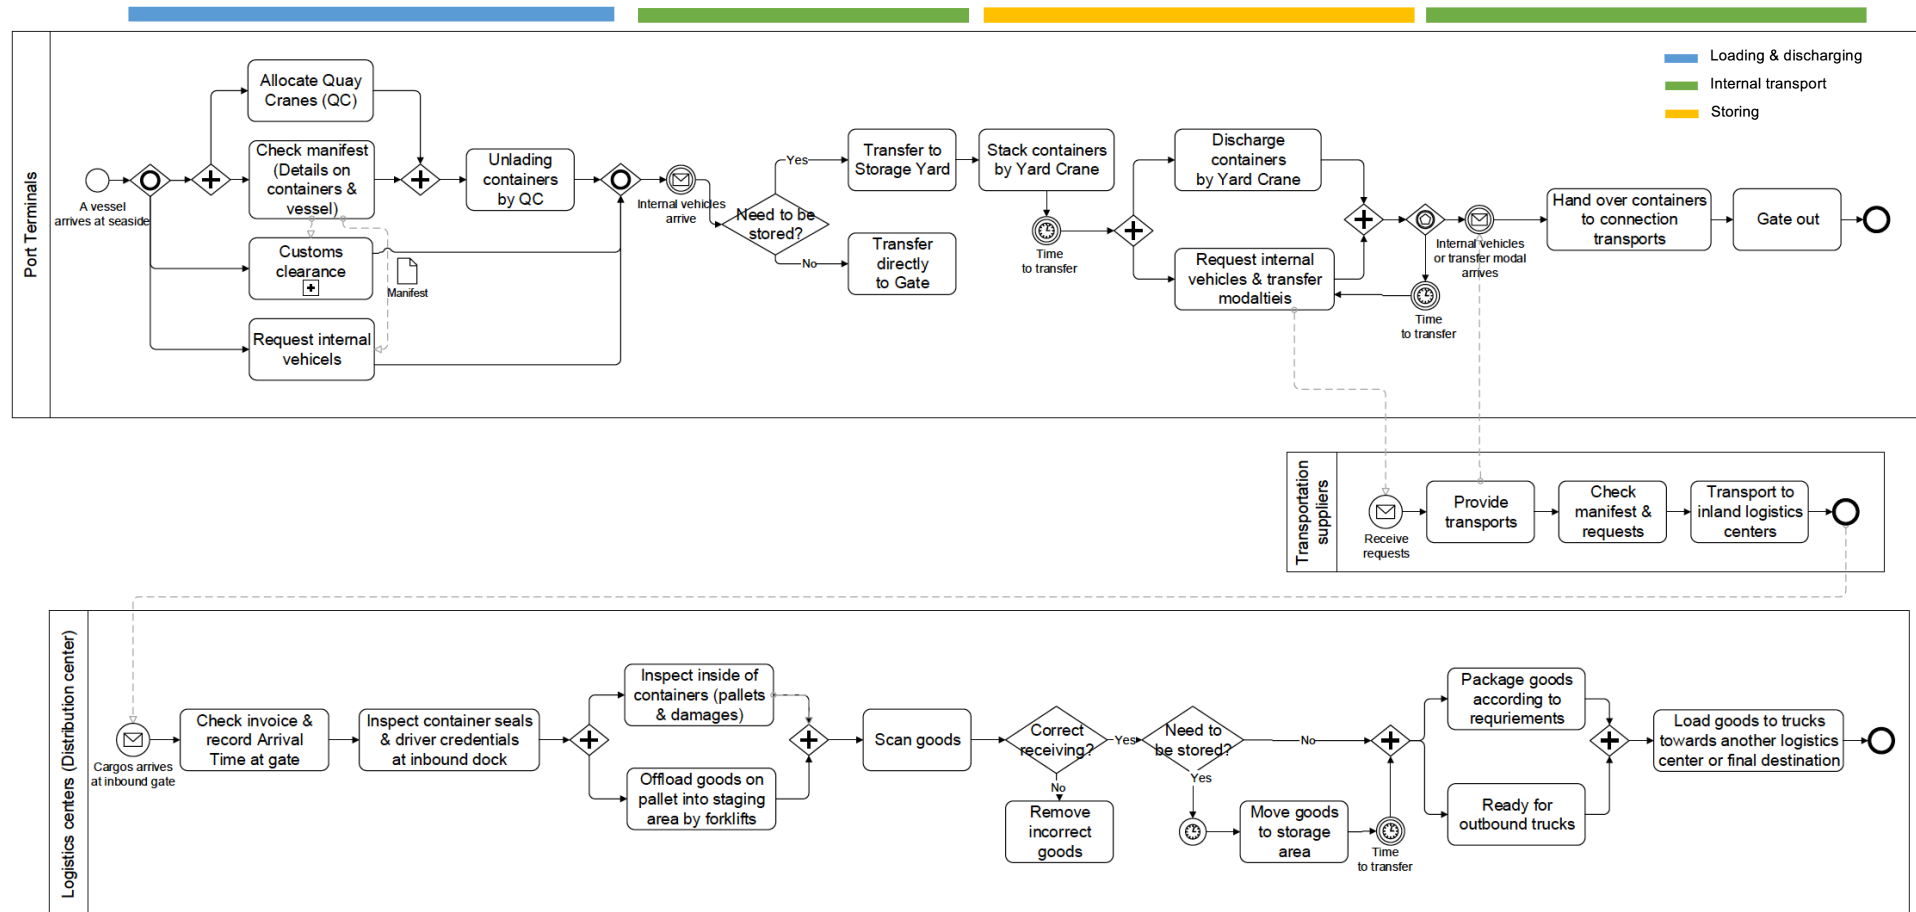 Loading & discharging
Internal transport
Storing
Port Terminals
A vessel
arrives at seaside
Allocate Quay
Cranes (QC)
Check manifest
(Details on
containers &
vessel)
Customs
clearance
Manifest
Request internal
vehicels
Unlading
containers
by QC
Internal vehicles
arrive
Need to be
stored?
Yes
No
Transfer to
Storage Yard
Transfer
directly
to Gate
Stack containers
by Yard Crane
Time
to transfer
Discharge
containers
by Yard Crane
Request internal
vehicles & transfer
modaltieis
Internal vehicles
or transfer modal
arrives
Time
to transfer
Hand over containers
to connection
transports
Gate out
Transportation
suppliers
Receive
requests
Provide
transports
Check
manifest &
requests
Transport to
inland logistics
centers
Logistics centers (Distribution center)
Cargos arrives
at inbound gate
Check invoice &
record Arrival
Time at gate
Inspect container seals
& driver credentials
at inbound dock
Inspect inside of
containers (pallets
& damages)
Offload goods on
pallet into staging
area by forklifts
Scan goods
Correct
receiving?
Yes
No
Remove
incorrect
goods
Need to
be stored?
No
Yes
Move goods
to storage
area
Time
to transfer
Package goods
according to
requriements
Ready for
outbound trucks
Load goods to trucks
towards another logistics
center or final destination